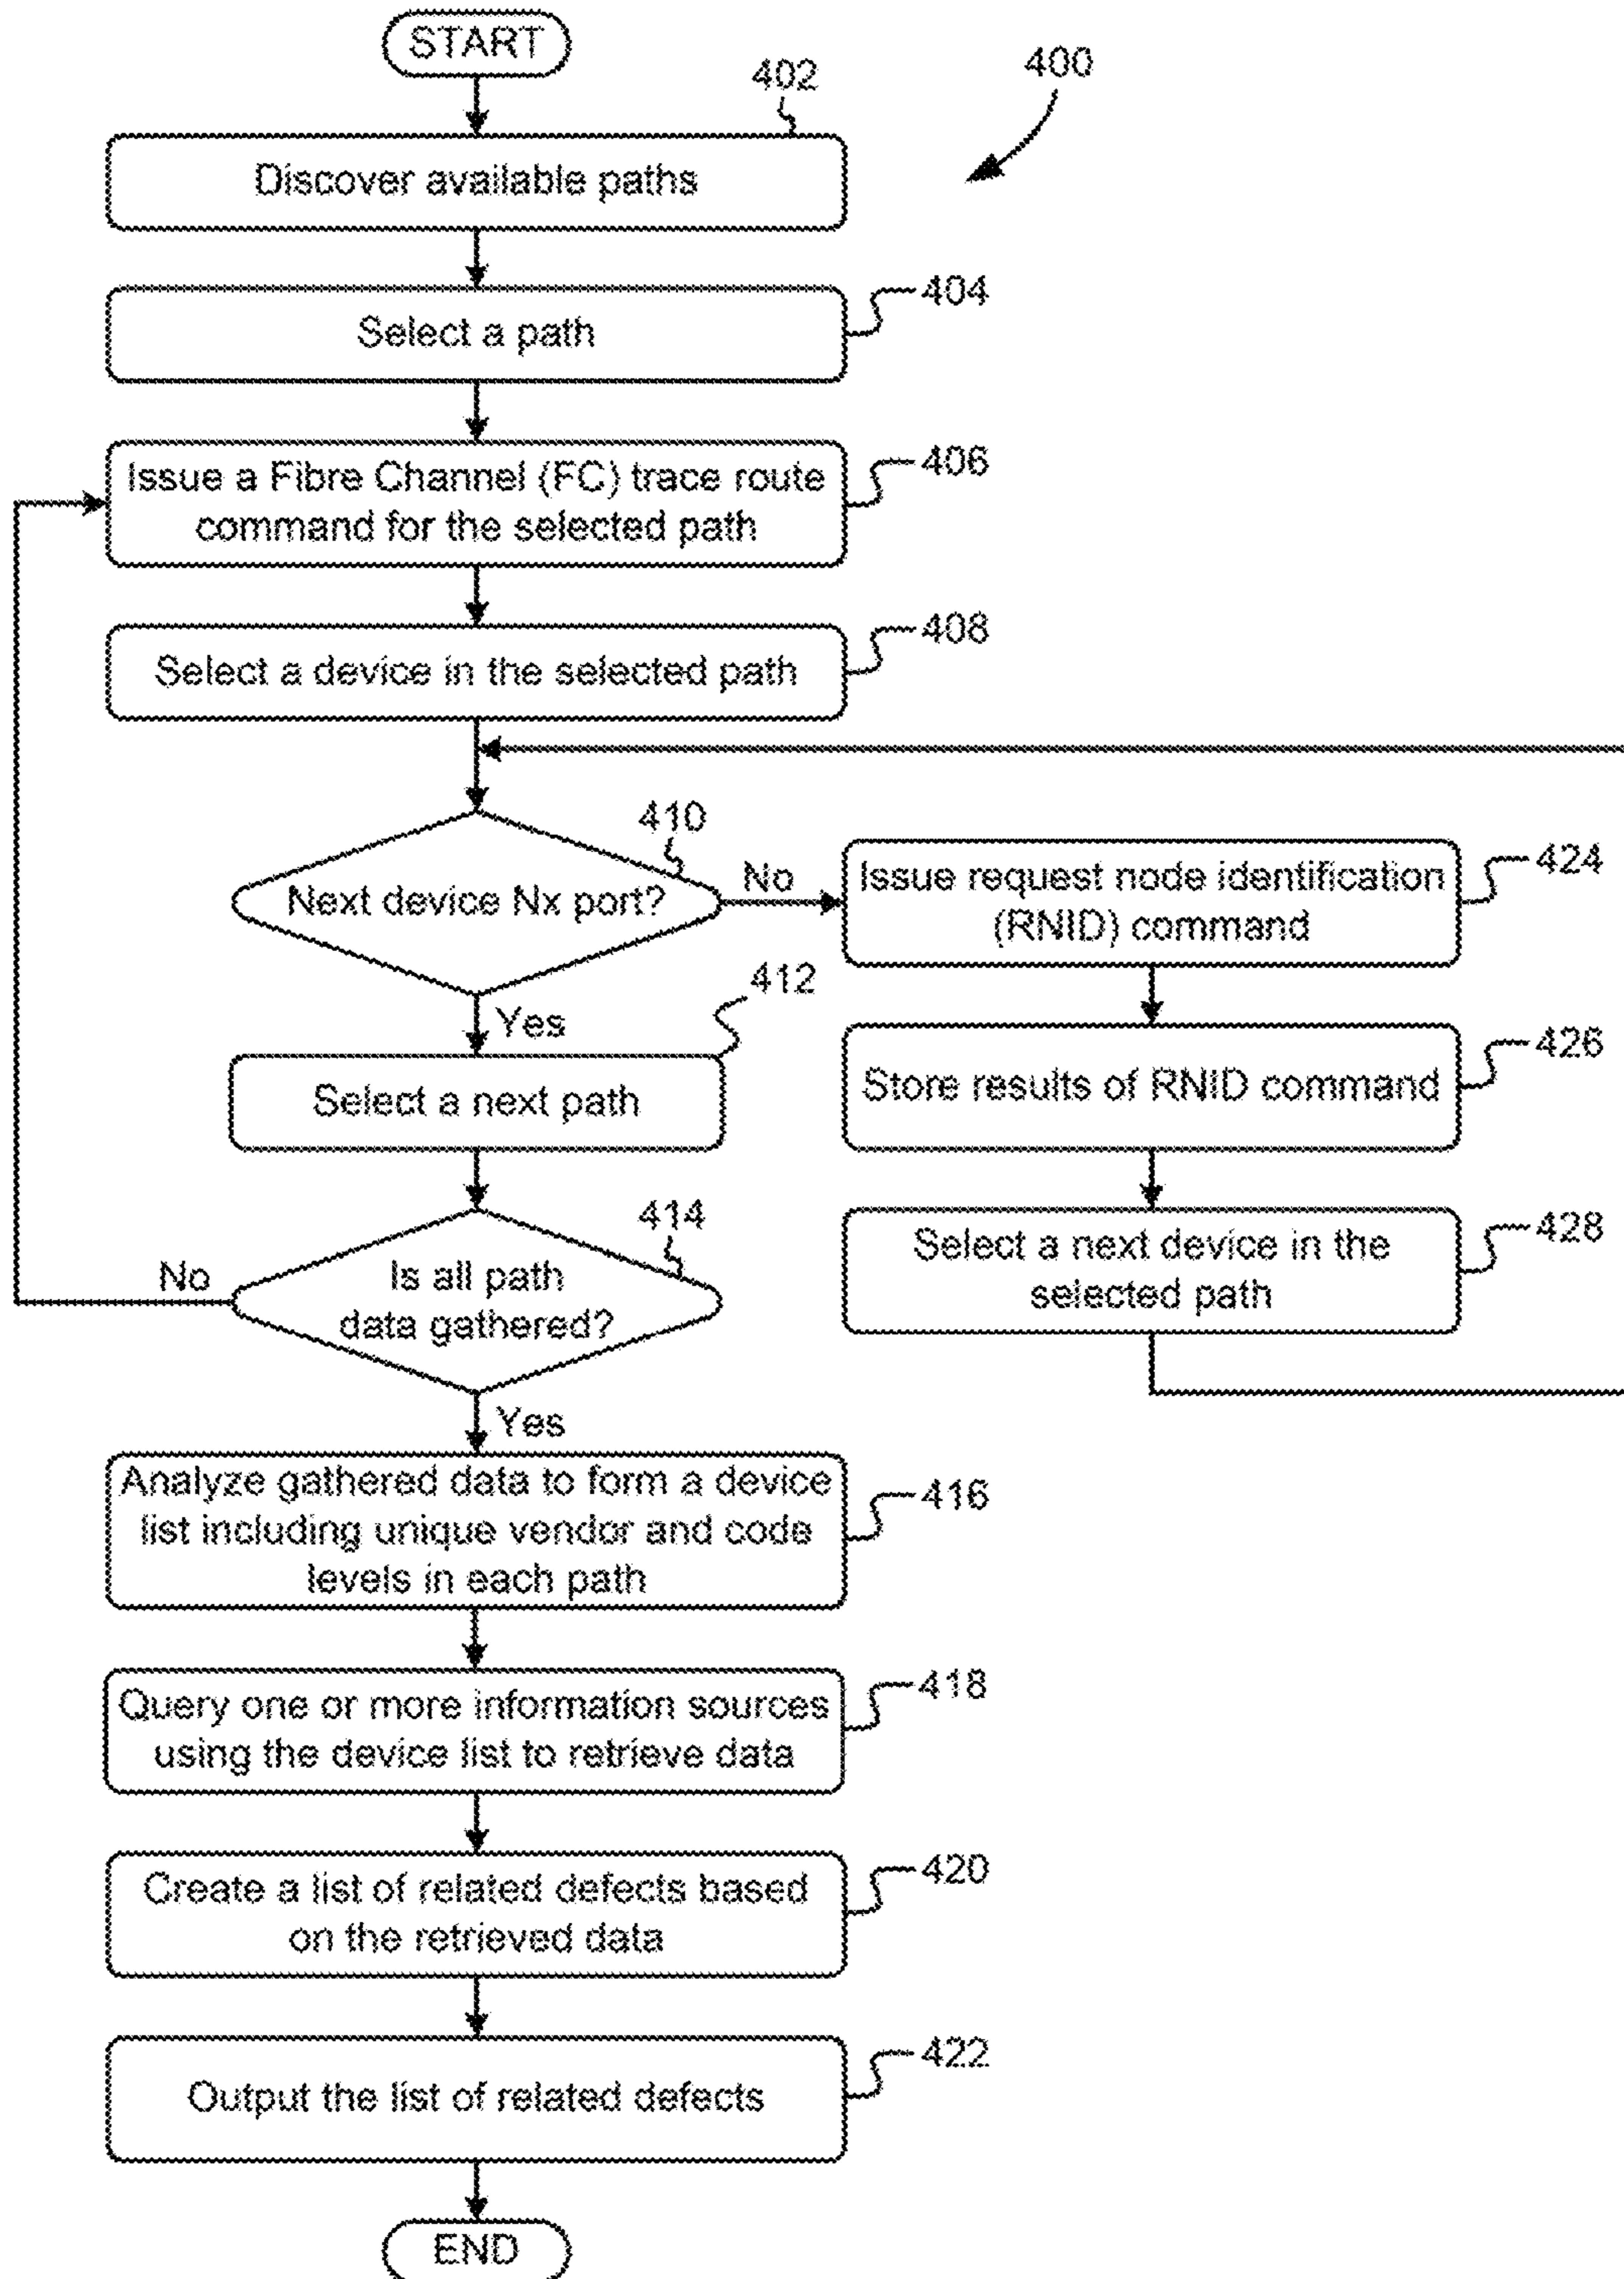 START
402
400
Discover available paths
404
Select a path
406
Issue a Fibre Channel (FC) trace route
command for the selected path
408
Select a device in the selected path
410
Next device Nx port?
No
Issue request node identification
(RNID) command
424
Yes
412
Select a next path
Store results of RNID command
426
414
Is all path
data gathered?
No
Select a next device in the
selected path
428
Yes
Analyze gathered data to form a device
list including unique vendor and code
levels in each path
416
Query one or more information sources
using the device list to retrieve data
418
Create a list of related defects based
on the retrieved data
420
Output the list of related defects
422
END